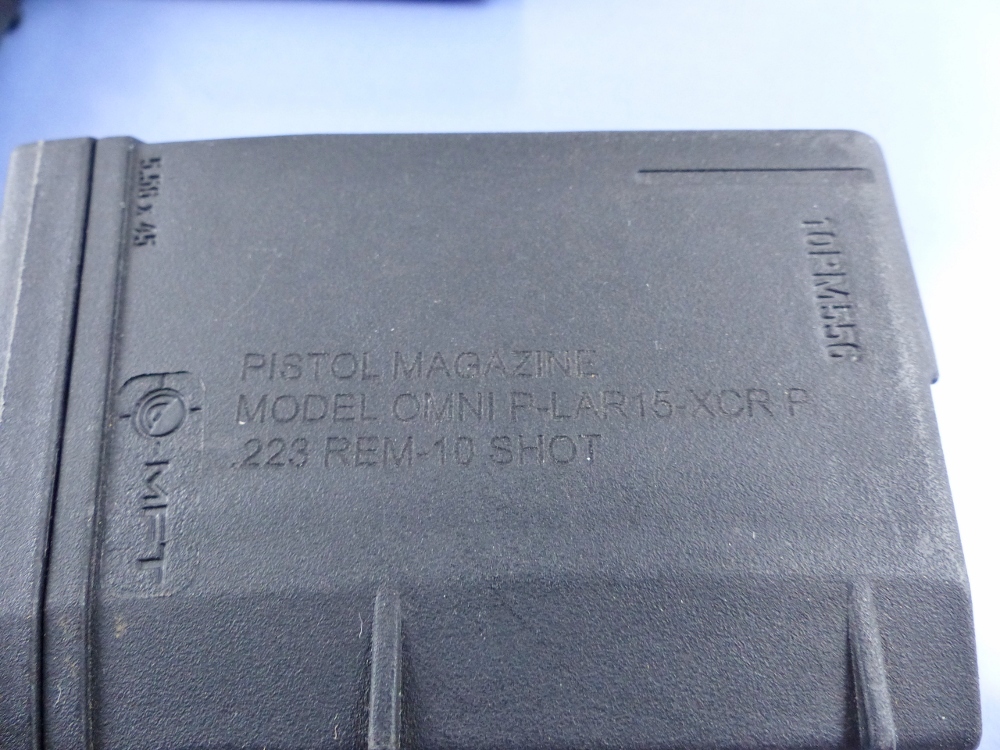 5.56 x 45
10PM556
PISTOL MAGAZINE
MODEL OMNI P-LAR15-XCR P
.223 REM-10 SHOT
MFT